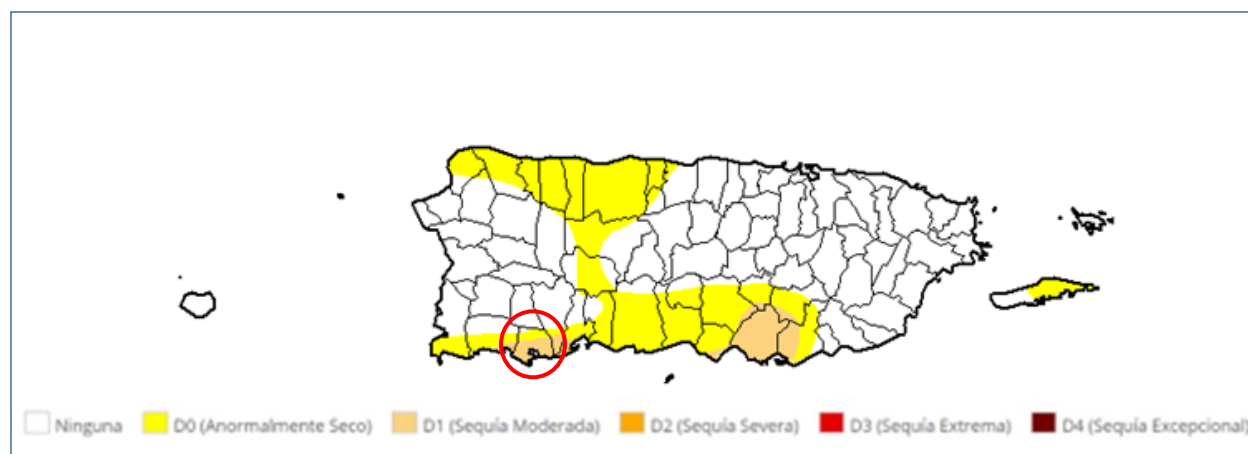 Ninguna D0 (Anormalmente Seco) D1 (Sequía Moderada) D2 (Sequía Severa) D3 (Sequía Extrema) D4 (Sequía Excepcional)